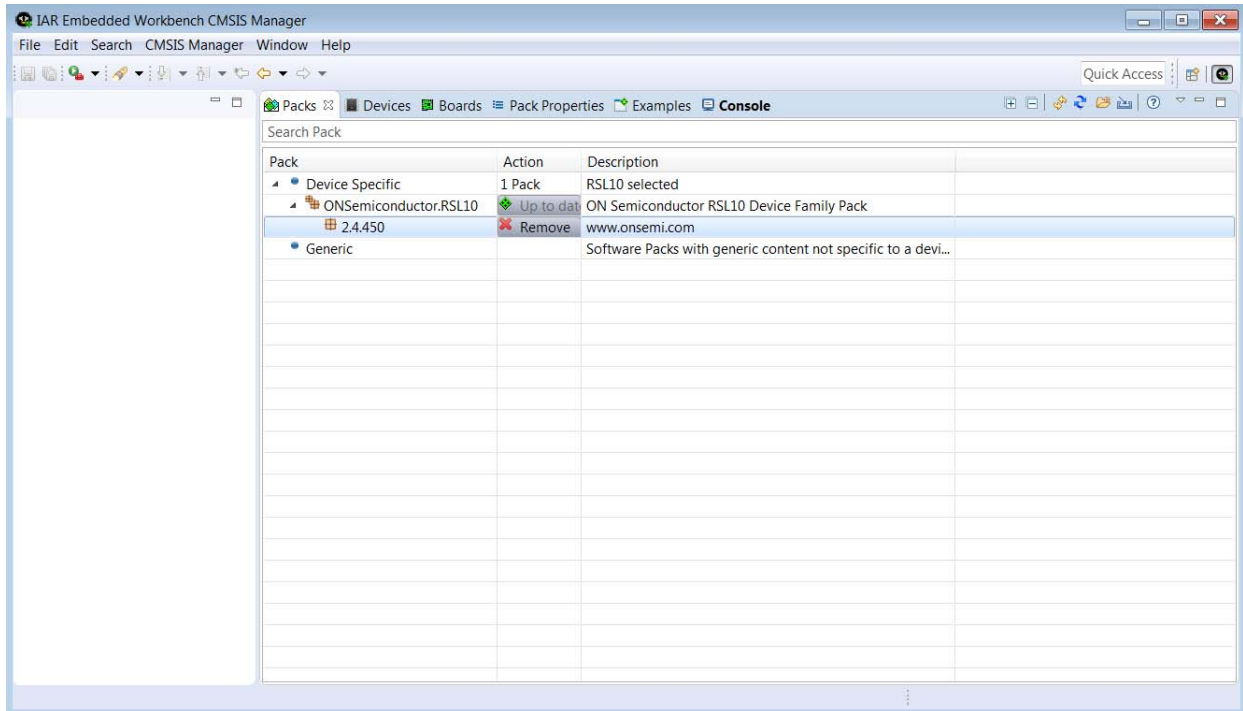 IAR Embedded Workbench CMSIS Manager
File Edit Search CMSIS Manager Window Help
Quick Access
Packs Devices Boards Pack Properties Examples Console
Search Pack
Pack Action Description
Device Specific 1 Pack RSL10 selected
ONSemiconductor.RSL10 Up to dat ON Semiconductor RSL10 Device Family Pack
2.4.450 Remove www.onsemi.com
Generic Software Packs with generic content not specific to a devi...